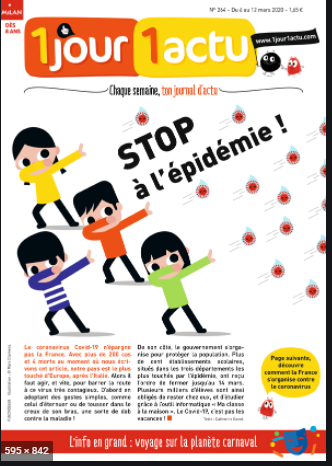 MILAN
DÈS
8 ANS
N° 264 – Du 6 au 12 mars 2020 – 1,65 €
1jour 1actu
www.1jour1actu.com
Chaque semaine, ton journal d'actu
STOP
à l'épidémie !
Le coronavirus Covid-19 n'épargne
pas la France. Avec plus de 200 cas
et 4 morts au moment où nous écri-
vons cet article, notre pays est le plus
touché d'Europe, après l'Italie. Alors il
faut agir, et vite, pour barrer la route
à ce virus très contagieux. D'abord en
adoptant des gestes simples, comme
celui d'éternuer ou de tousser dans le
creux de son bras, une sorte de dab
contre la maladie !
De son côté, le gouvernement s'orga-
nise pour protéger la population. Plus
de cent établissements scolaires,
situés dans les trois départements les
plus touchés par l'épidémie, ont reçu
l'ordre de fermer jusqu'au 14 mars.
Plusieurs milliers d'élèves sont ainsi
obligés de rester chez eux, et d'étudier
grâce à l'outil informatique « Ma classe
à la maison ». Le Covid-19, c'est pas les
vacances !
Page suivante,
découvre
comment la France
s'organise contre
le coronavirus
L'info en grand : voyage sur la planète carnaval
595 × 842